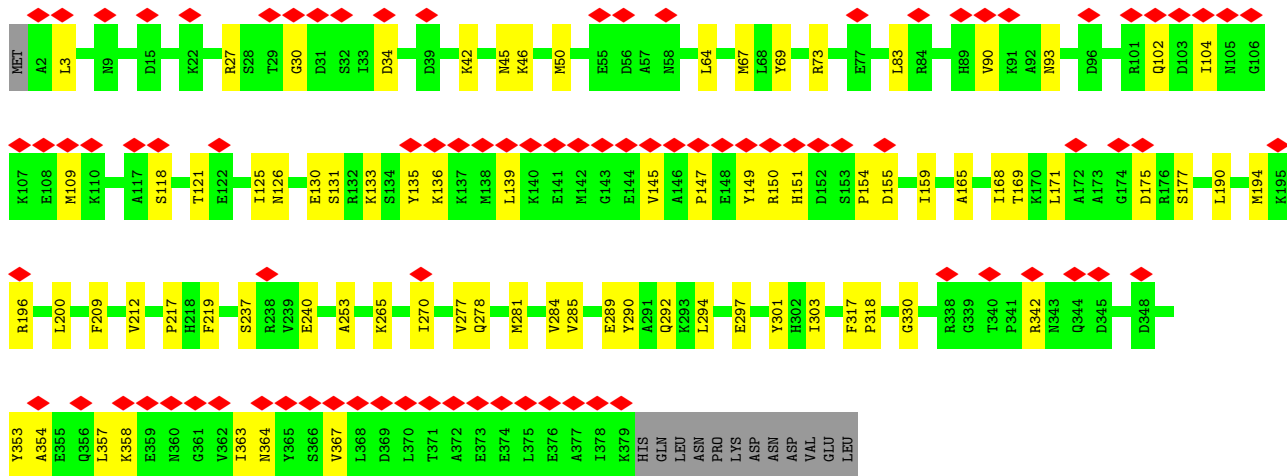 MET A2 L3 N9 D15 K22 R27 S28 T29 G30 D31 S32 I33 D34 D39 K42 N45 K46 M50 E55 D56 A57 N58 L64 M67 L68 Y69 R73 E77 L83 R84 H89 V90 K91 A92 N93 D96 R101 Q102 D103 I104 N105 G106
K107 E108 M109 K110 A117 S118 T121 E122 I125 N126 E130 S131 R132 K133 S134 Y135 K136 K137 M138 L139 K140 E141 M142 G143 E144 V145 A146 P147 E148 Y149 R150 H151 D152 S153 P154 D155 I159 A165 I168 T169 K170 L171 A172 A173 G174 D175 R176 S177 L190 M194 K195
R196 L200 F209 V212 P217 H218 F219 S237 R238 V239 E240 A253 K265 I270 V277 Q278 M281 V284 V285 E289 Y290 A291 Q292 K293 L294 E297 Y301 H302 I303 F317 P318 G330 R338 G339 T340 P341 R342 N343 Q344 D345 D348
Y353 A354 E355 Q356 L357 K358 E359 N360 G361 V362 I363 N364 Y365 S366 V367 L368 D369 L370 T371 A372 E373 E374 L375 E376 A377 I378 K379 HIS GLN LEU ASN PRO LYS ASP ASN ASP VAL GLU LEU